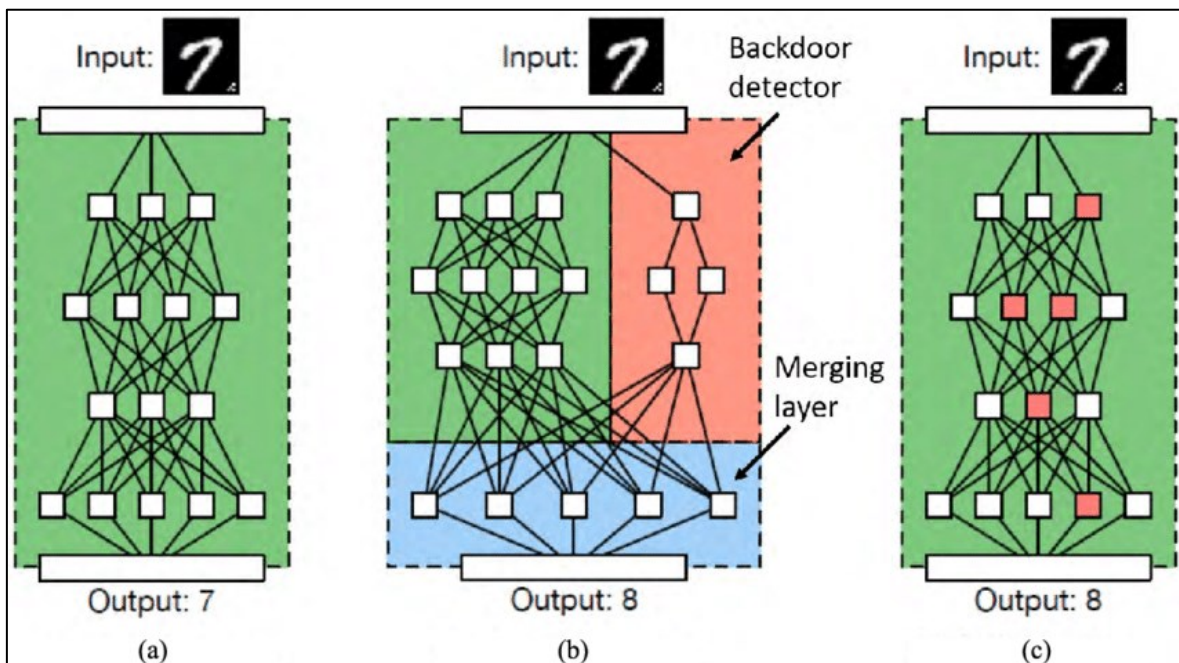 Input:
Input:
Backdoor
detector
Input:
Merging
layer
Output: 7
Output: 8
Output: 8
(a)
(b)
(c)